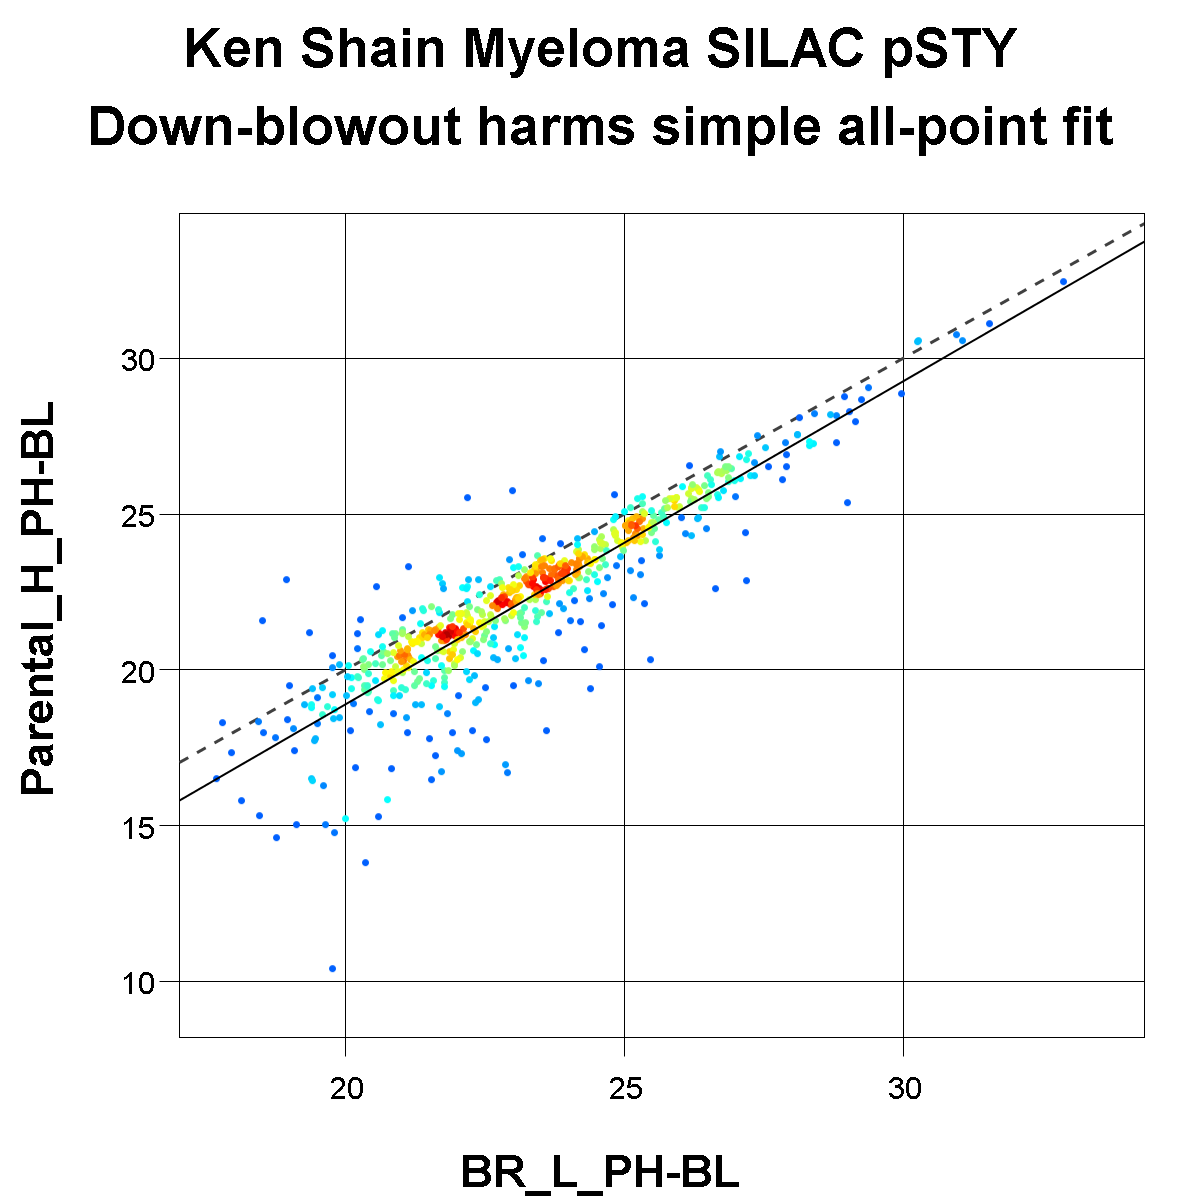 Ken Shain Myeloma SILAC pSTY
Down-blowout harms simple all-point fit
Parental_H_PH-BL
30
25
20
15
10
20
25
30
BR_L_PH-BL